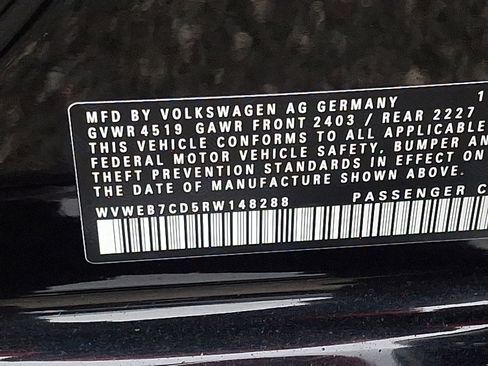 MFD BY VOLKSWAGEN AG GERMANY 1
GVWR 4519 GAWR FRONT 2403 / REAR 2227
THIS VEHICLE CONFORMS TO ALL APPLICABLE
FEDERAL MOTOR VEHICLE SAFETY, BUMPER AN
THEFT PREVENTION STANDARDS IN EFFECT ON
THE DATE OF MANUFACTURE SHOWN ABOVE.
WVWEB7CD5RW148288 PASSENGER C